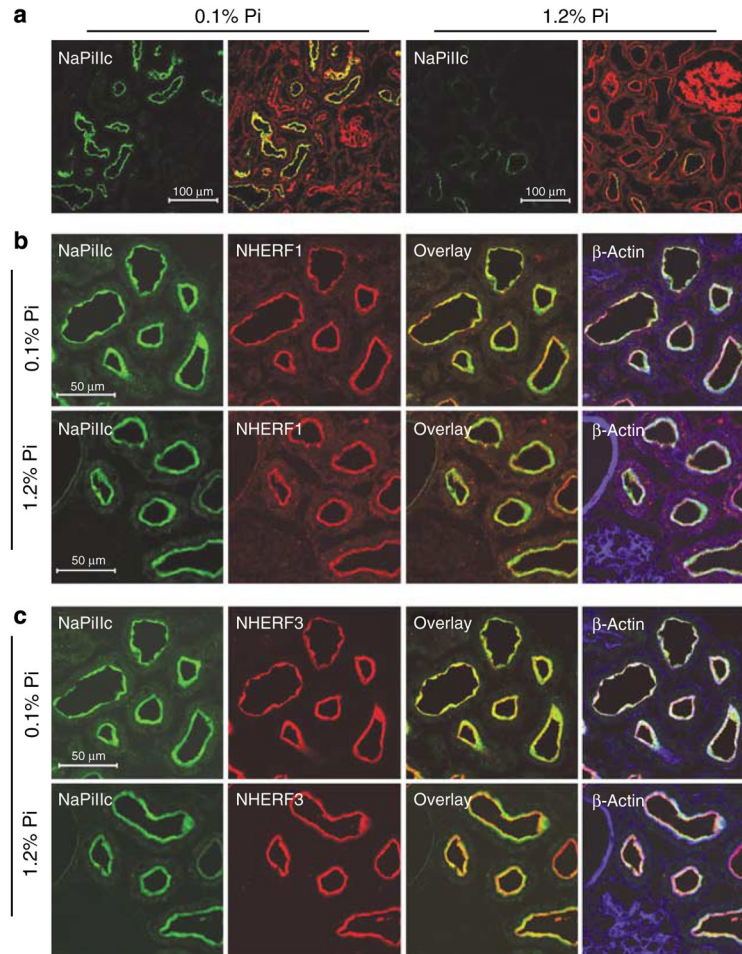 a
0.1% Pi
1.2% Pi
NaPiIIc
NaPiIIc
100 μm
100 μm
b
0.1% Pi
NaPiIIc
NHERF1
Overlay
β-Actin
50 μm
1.2% Pi
NaPiIIc
NHERF1
Overlay
β-Actin
50 μm
c
0.1% Pi
NaPiIIc
NHERF3
Overlay
β-Actin
50 μm
1.2% Pi
NaPiIIc
NHERF3
Overlay
β-Actin